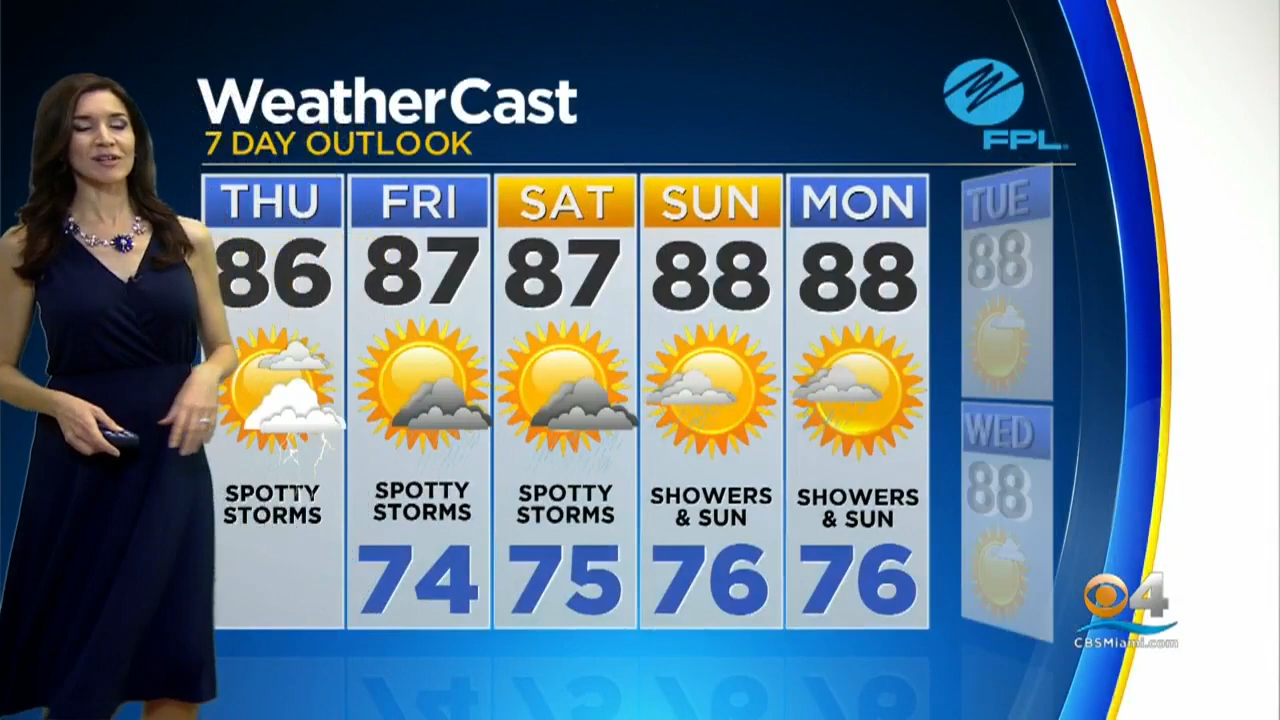 WeatherCast
7 DAY OUTLOOK
FPL
THU FRI SAT SUN MON
86 87 87 88 88
SPOTTY STORMS
SPOTTY STORMS
SPOTTY STORMS
SHOWERS & SUN
SHOWERS & SUN
74 75 76 76
TUE
88
WED
88
4
CBSMiami.com